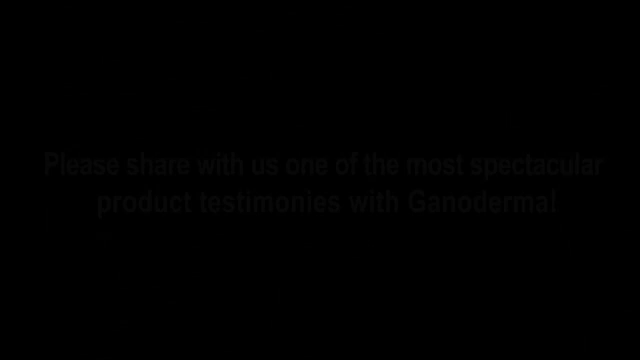 Please share with us one of the most spectacular
product testimonies with Ganoderma!